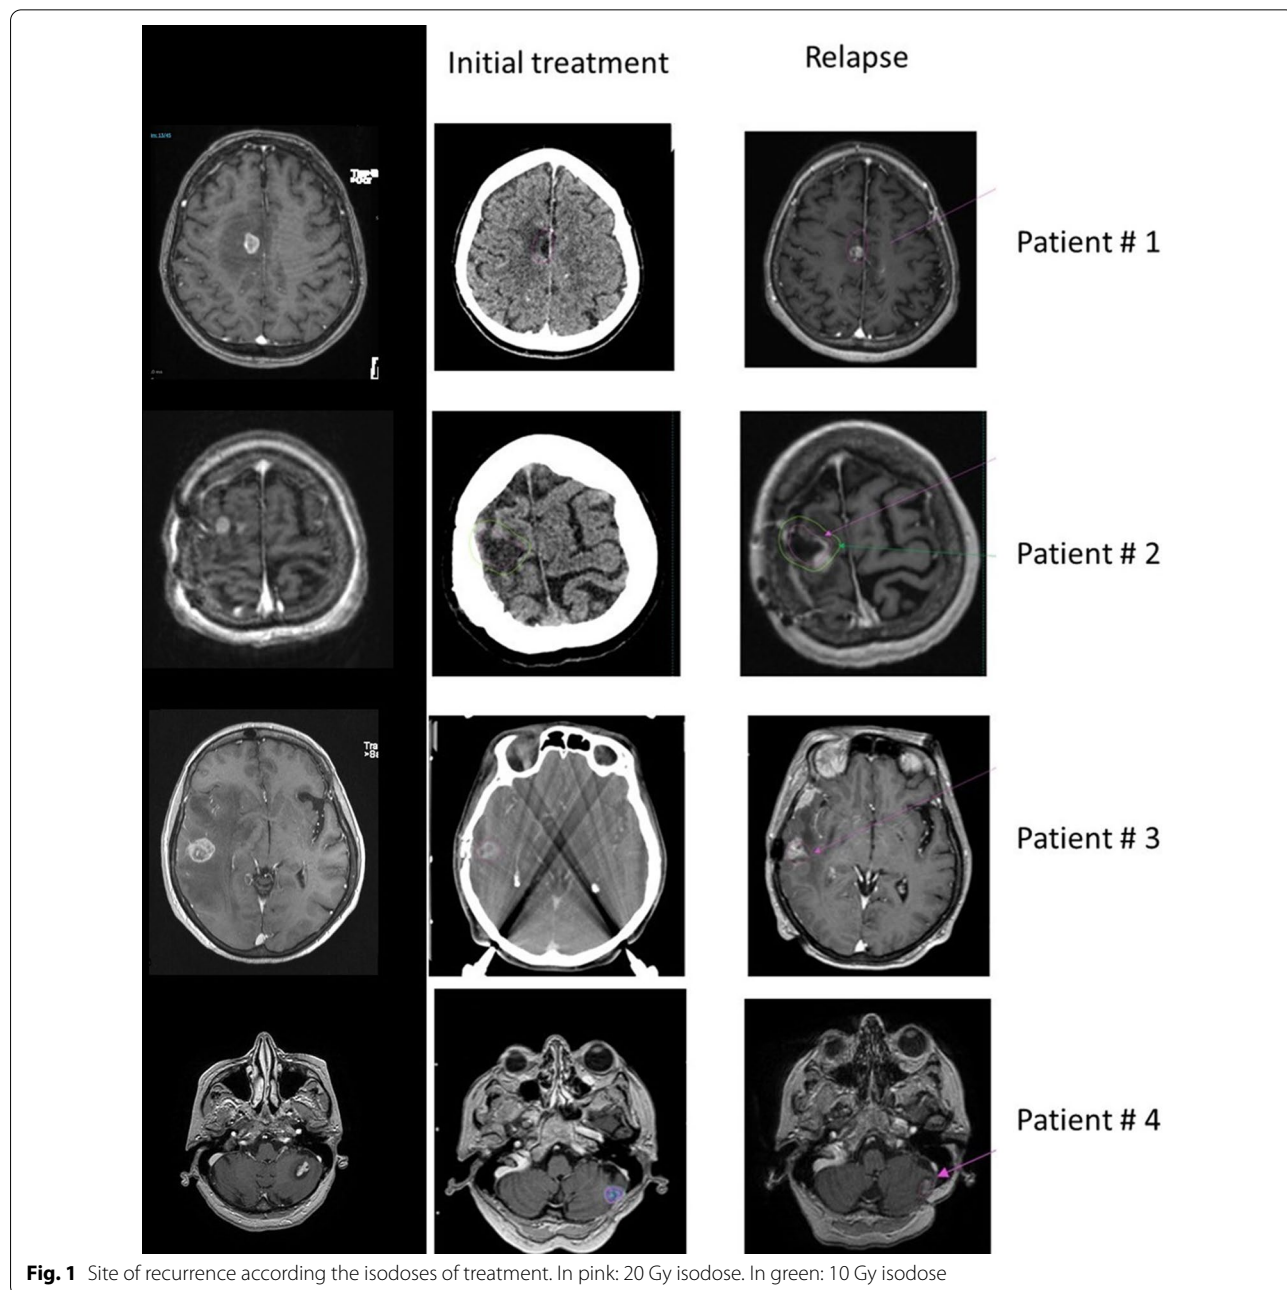 Initial treatment
Relapse
Patient # 1
Patient # 2
Patient # 3
Patient # 4
Fig. 1 Site of recurrence according the isodoses of treatment. In pink: 20 Gy isodose. In green: 10 Gy isodose